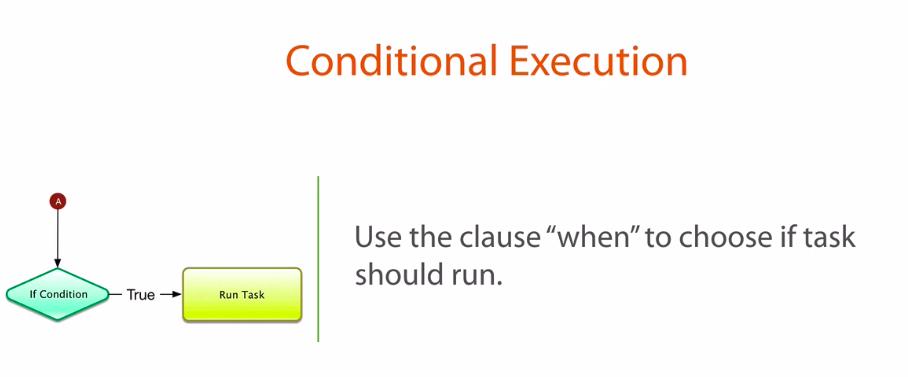 Conditional Execution
A
If Condition
True
Run Task
Use the clause “when” to choose if task
should run.